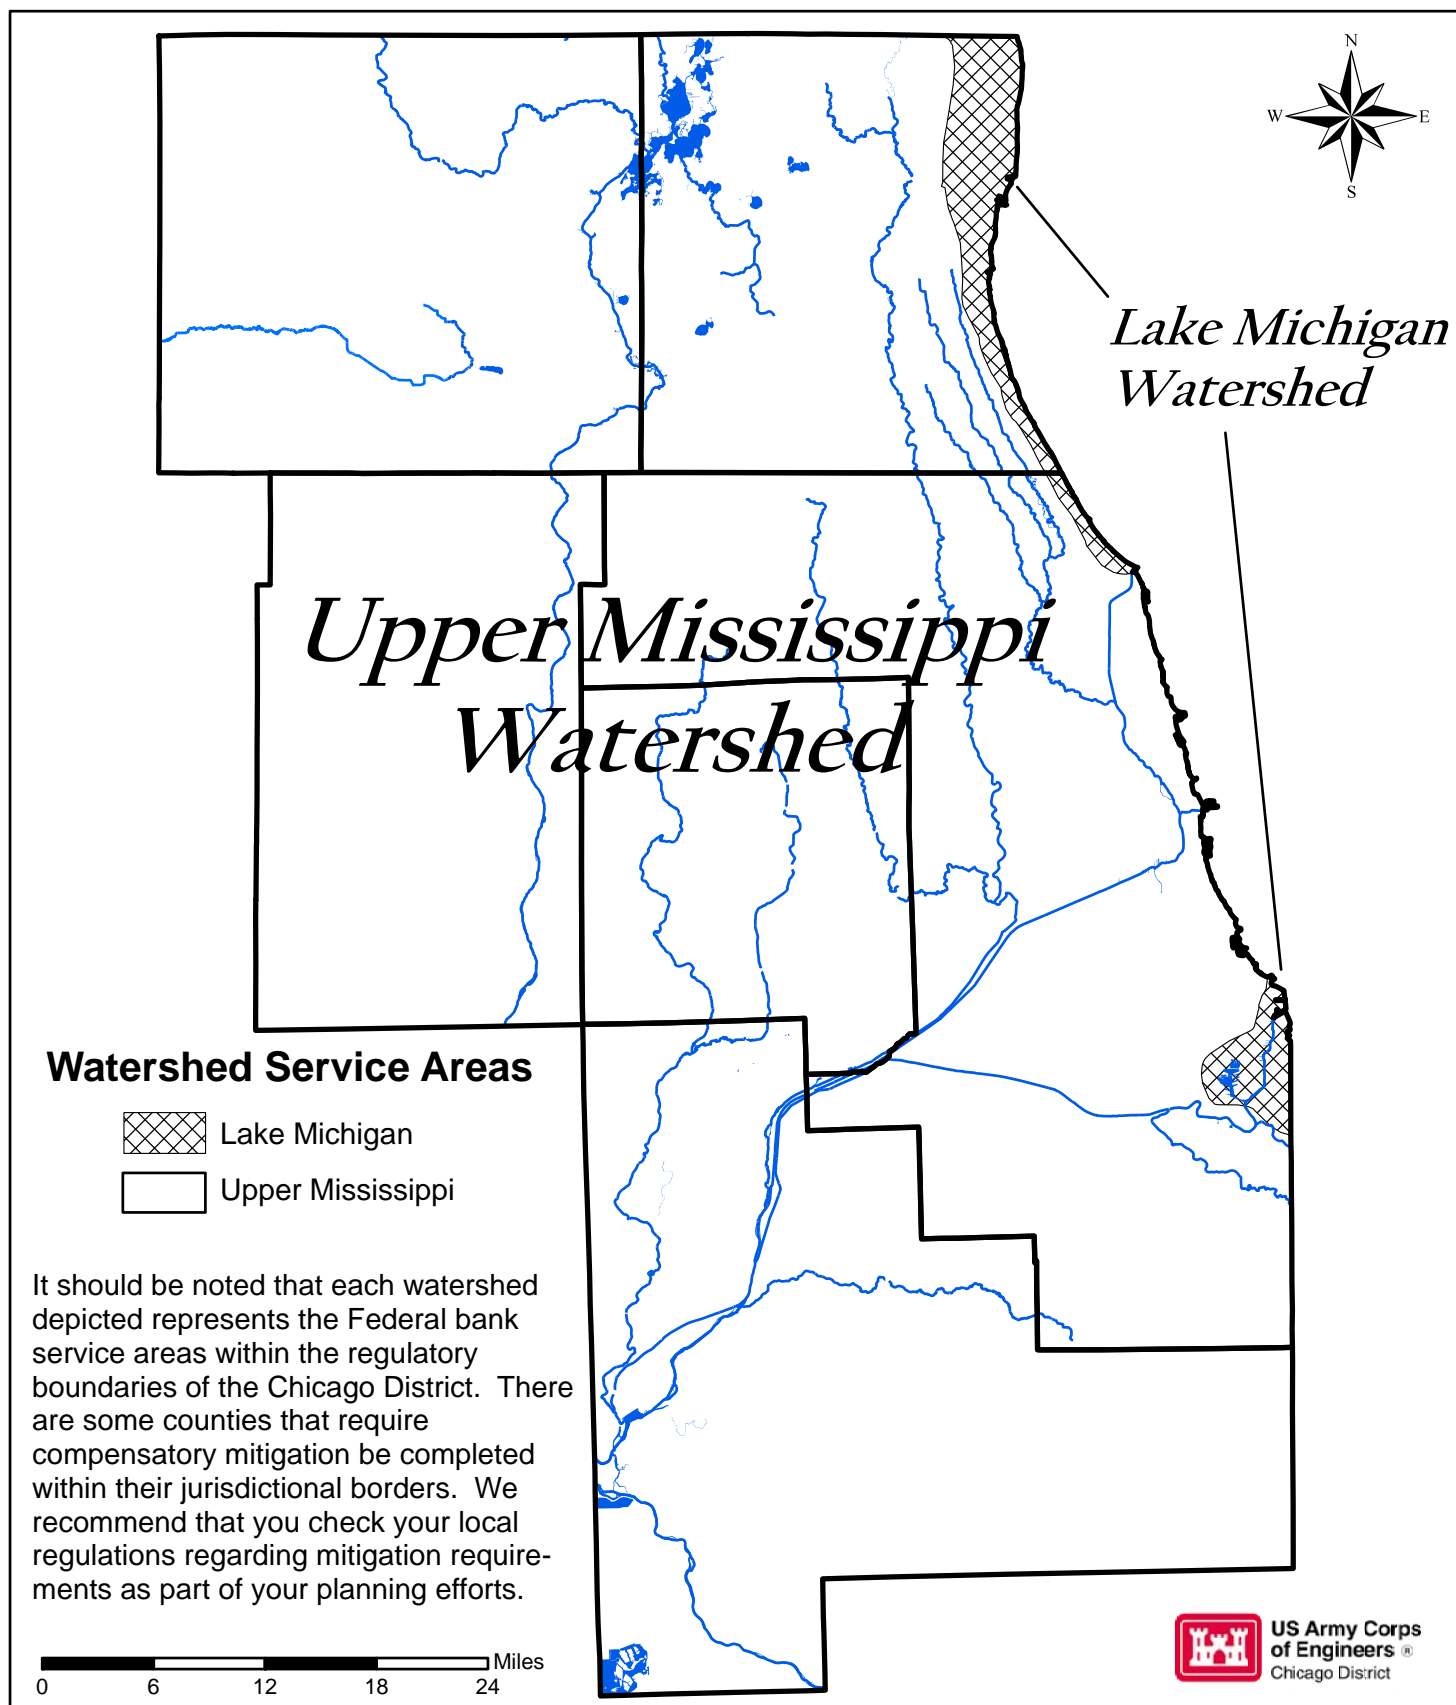 N
W
E
S
Lake Michigan
Watershed
Upper Mississippi
Watershed
Watershed Service Areas
Lake Michigan
Upper Mississippi
It should be noted that each watershed
depicted represents the Federal bank
service areas within the regulatory
boundaries of the Chicago District.  There
are some counties that require
compensatory mitigation be completed
within their jurisdictional borders.  We
recommend that you check your local
regulations regarding mitigation require-
ments as part of your planning efforts.
Miles
0 6 12 18 24
US Army Corps
of Engineers ®
Chicago District